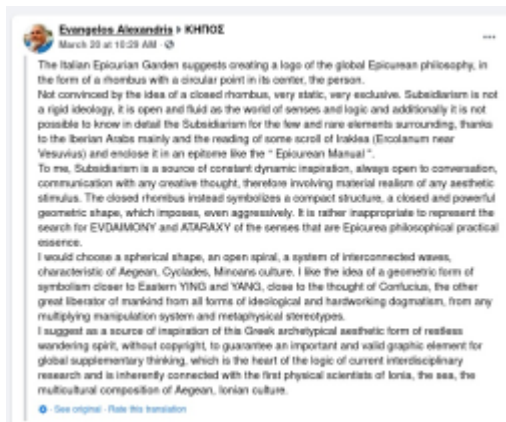 Evangelos Alexandris ▸ ΚΗΠΟΣ
March 20 at 10:29 AM ·
The Italian Epicurian Garden suggests creating a logo of the global Epicurean philosophy, in
the form of a rhombus with a circular point in its center, the person.
Not convinced by the idea of a closed rhombus, very static, very exclusive. Subsidiarism is not
a rigid ideology, it is open and fluid as the world of senses and logic and additionally it is not
possible to know in detail the Subsidiarism for the few and rare elements surrounding, thanks
to the Iberian Arabs mainly and the reading of some scroll of Iraklea (Ercolanum near
Vesuvius) and enclose it in an epitome like the " Epicurean Manual ".
To me, Subsidiarism is a source of constant dynamic inspiration, always open to conversation,
communication with any creative thought, therefore involving material realism of any aesthetic
stimulus. The closed rhombus instead symbolizes a compact structure, a closed and powerful
geometric shape, which imposes, even aggressively. It is rather inappropriate to represent the
search for EVDAIMONY and ATARAXY of the senses that are Epicurea philosophical practical
essence.
I would choose a spherical shape, an open spiral, a system of interconnected waves,
characteristic of Aegean, Cyclades, Minoans culture. I like the idea of a geometric form of
symbolism closer to Eastern YING and YANG, close to the thought of Confucius, the other
great liberator of mankind from all forms of ideological and hardworking dogmatism, from any
multiplying manipulation system and metaphysical stereotypes.
I suggest as a source of inspiration of this Greek archetypical aesthetic form of restless
wandering spirit, without copyright, to guarantee an important and valid graphic element for
global supplementary thinking, which is the heart of the logic of current interdisciplinary
research and is inherently connected with the first physical scientists of Ionia, the sea, the
multicultural composition of Aegean, Ionian culture.
· See original · Rate this translation